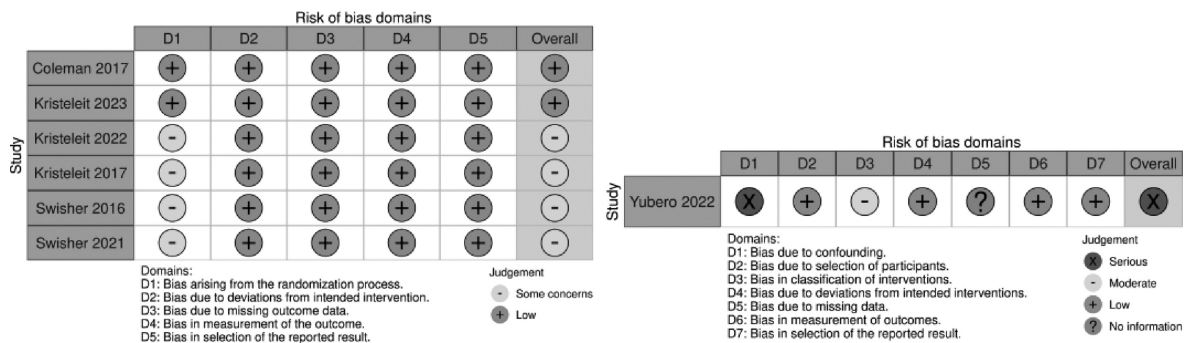 Risk of bias domains
D1 D2 D3 D4 D5 Overall
Study
Coleman 2017 + + + + + +
Kristeleit 2023 + + + + + +
Kristeleit 2022 - + + + + -
Kristeleit 2017 - + + + + -
Swisher 2016 - + + + + -
Swisher 2021 - + + + + -
Domains:
D1: Bias arising from the randomization process.
D2: Bias due to deviations from intended intervention.
D3: Bias due to missing outcome data.
D4: Bias in measurement of the outcome.
D5: Bias in selection of the reported result.
Judgement
- Some concerns
+ Low
Risk of bias domains
D1 D2 D3 D4 D5 D6 D7 Overall
Study
Yubero 2022 X + - + ? + + X
Domains:
D1: Bias due to confounding.
D2: Bias due to selection of participants.
D3: Bias in classification of interventions.
D4: Bias due to deviations from intended interventions.
D5: Bias due to missing data.
D6: Bias in measurement of outcomes.
D7: Bias in selection of the reported result.
Judgement
X Serious
- Moderate
+ Low
? No information